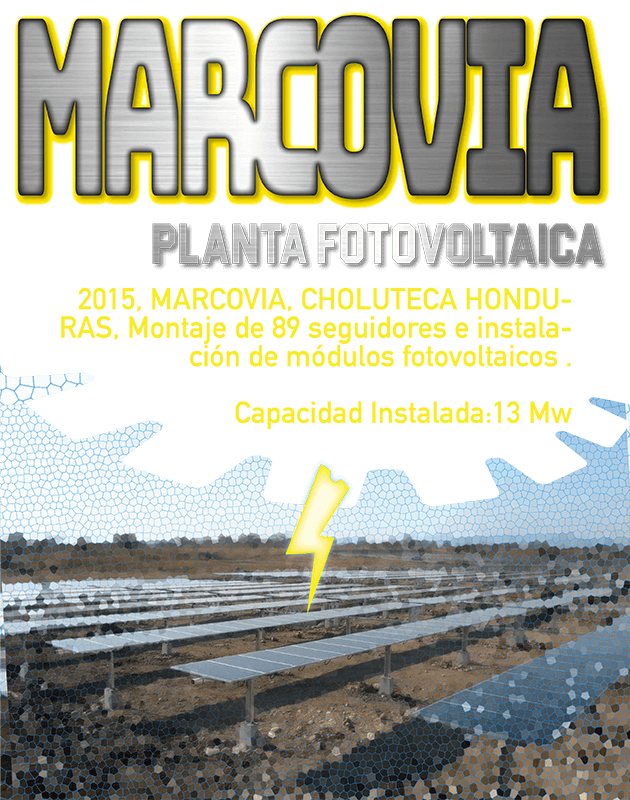 MARCOVIA
PLANTA FOTOVOLTAICA
2015, MARCOVIA, CHOLUTECA HONDU-
RAS, Montaje de 89 seguidores e instala-
ción de módulos fotovoltaicos .
Capacidad Instalada:13 Mw